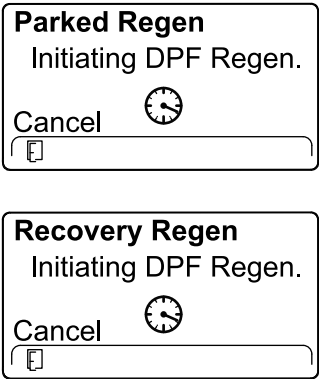 Parked Regen
Initiating DPF Regen.
Cancel
Recovery Regen
Initiating DPF Regen.
Cancel